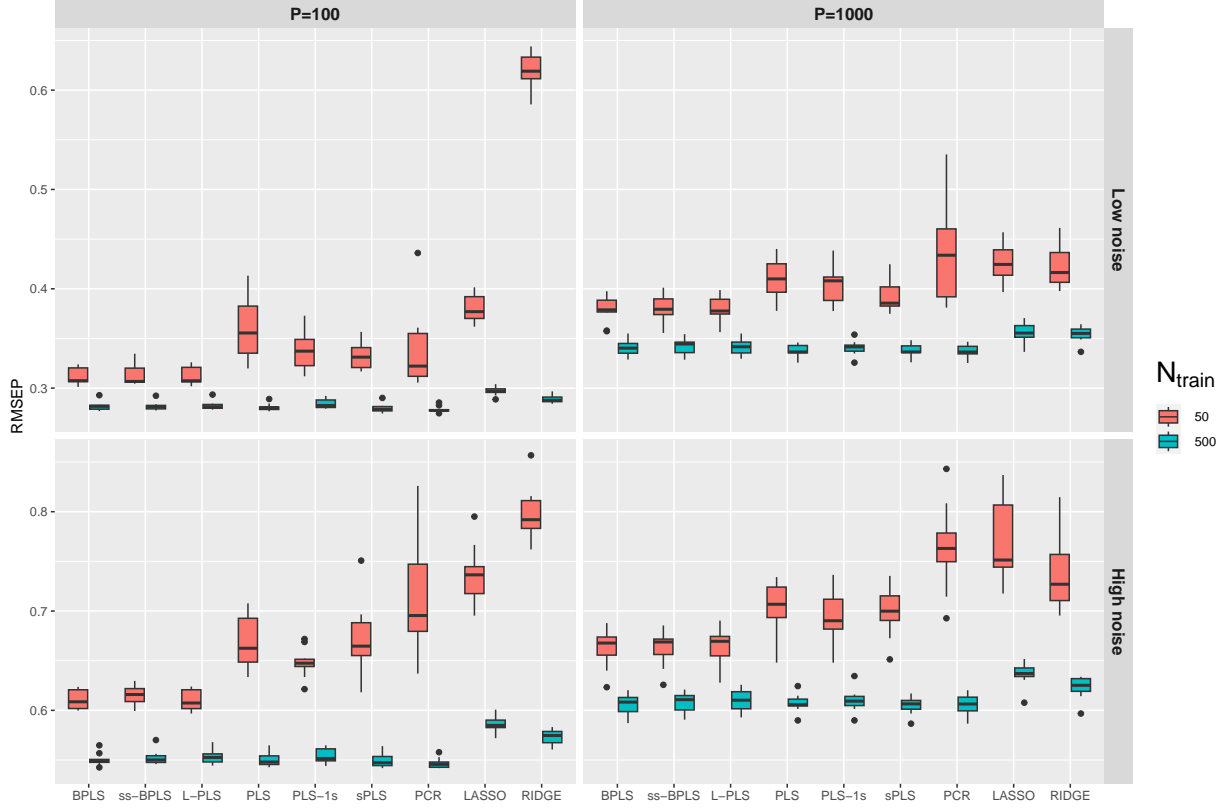 P=100
P=1000
0.6
0.5
0.4
0.3
Low noise
RMSEP
0.8
0.7
0.6
High noise
BPLS ss−BPLS L−PLS PLS PLS−1s sPLS PCR LASSO RIDGE
BPLS ss−BPLS L−PLS PLS PLS−1s sPLS PCR LASSO RIDGE
Ntrain
50
500